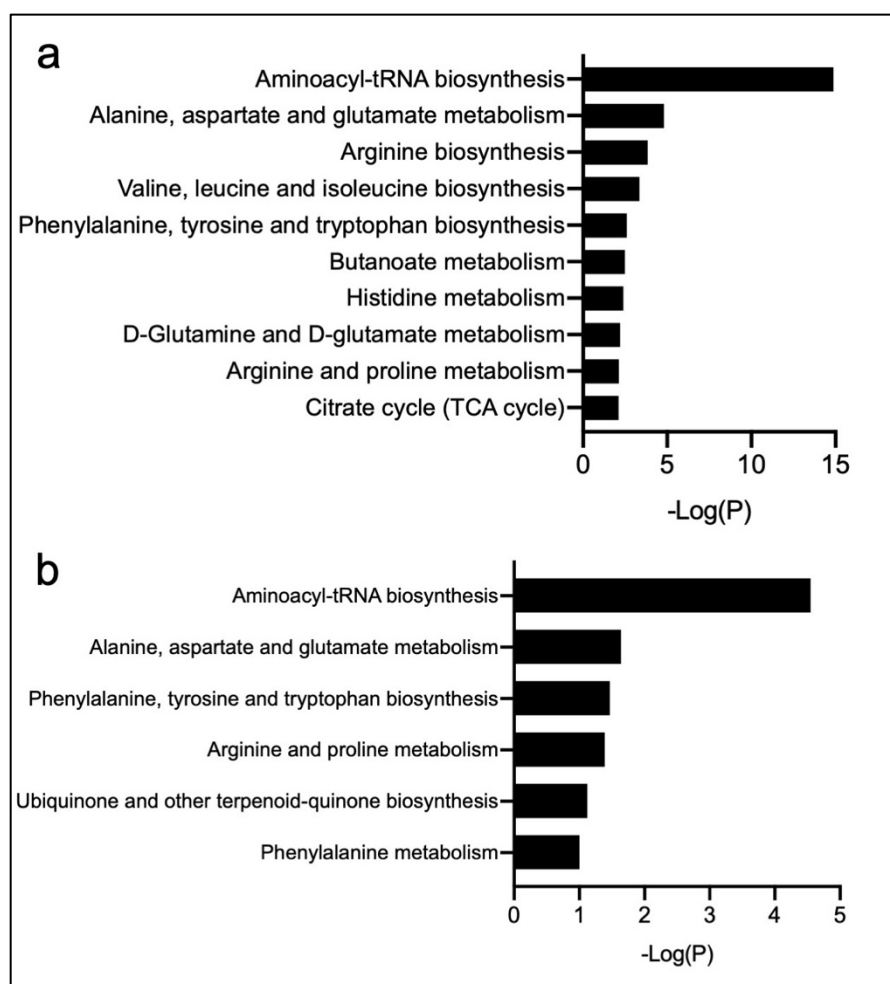 a
Aminoacyl-tRNA biosynthesis
Alanine, aspartate and glutamate metabolism
Arginine biosynthesis
Valine, leucine and isoleucine biosynthesis
Phenylalanine, tyrosine and tryptophan biosynthesis
Butanoate metabolism
Histidine metabolism
D-Glutamine and D-glutamate metabolism
Arginine and proline metabolism
Citrate cycle (TCA cycle)
0 5 10 15
-Log(P)
b
Aminoacyl-tRNA biosynthesis
Alanine, aspartate and glutamate metabolism
Phenylalanine, tyrosine and tryptophan biosynthesis
Arginine and proline metabolism
Ubiquinone and other terpenoid-quinone biosynthesis
Phenylalanine metabolism
0 1 2 3 4 5
-Log(P)